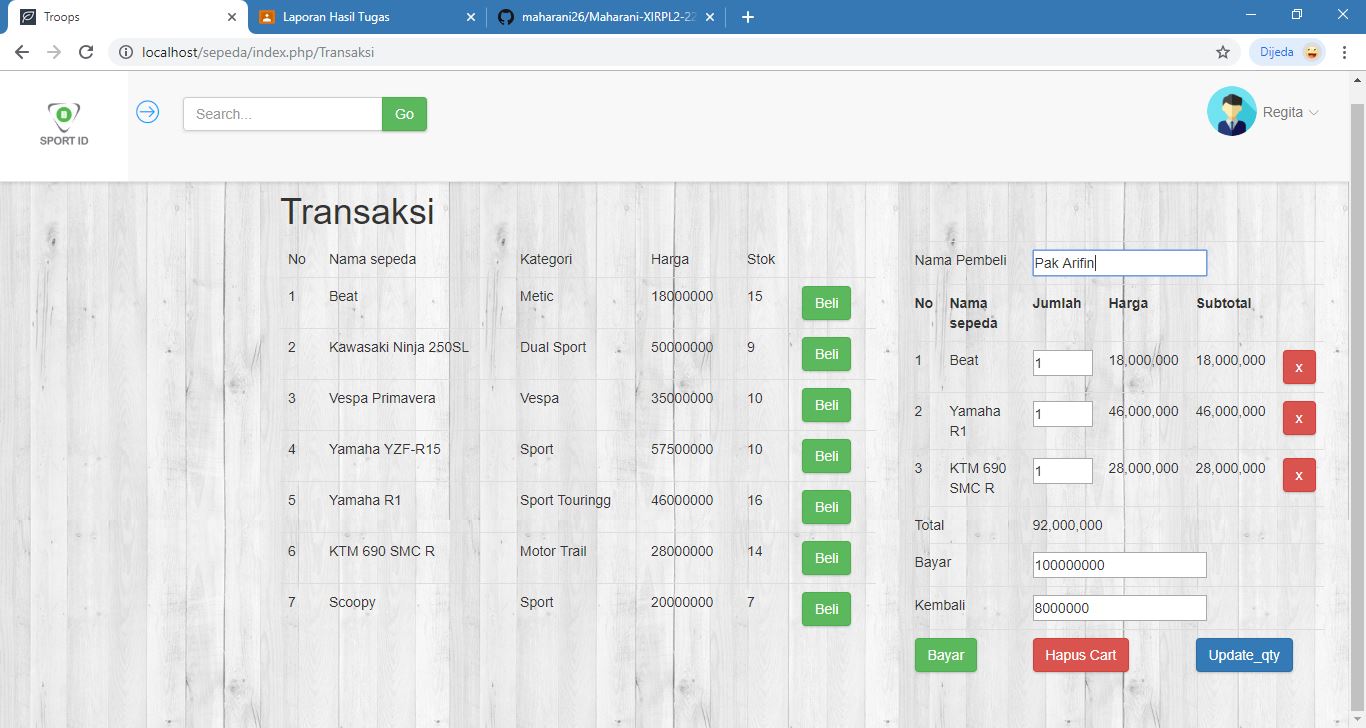 Troops
Laporan Hasil Tugas
maharani26/Maharani-XIRPL2-22
localhost/sepeda/index.php/Transaksi
Dijeda
SPORT ID
Search...
Go
Regita
Transaksi
No Nama sepeda Kategori Harga Stok
1 Beat Metic 18000000 15 Beli
2 Kawasaki Ninja 250SL Dual Sport 50000000 9 Beli
3 Vespa Primavera Vespa 35000000 10 Beli
4 Yamaha YZF-R15 Sport 57500000 10 Beli
5 Yamaha R1 Sport Touringg 46000000 16 Beli
6 KTM 690 SMC R Motor Trail 28000000 14 Beli
7 Scoopy Sport 20000000 7 Beli
Nama Pembeli Pak Arifin
No Nama sepeda Jumlah Harga Subtotal
1 Beat 1 18,000,000 18,000,000 x
2 Yamaha R1 1 46,000,000 46,000,000 x
3 KTM 690 SMC R 1 28,000,000 28,000,000 x
Total 92,000,000
Bayar 100000000
Kembali 8000000
Bayar Hapus Cart Update_qty